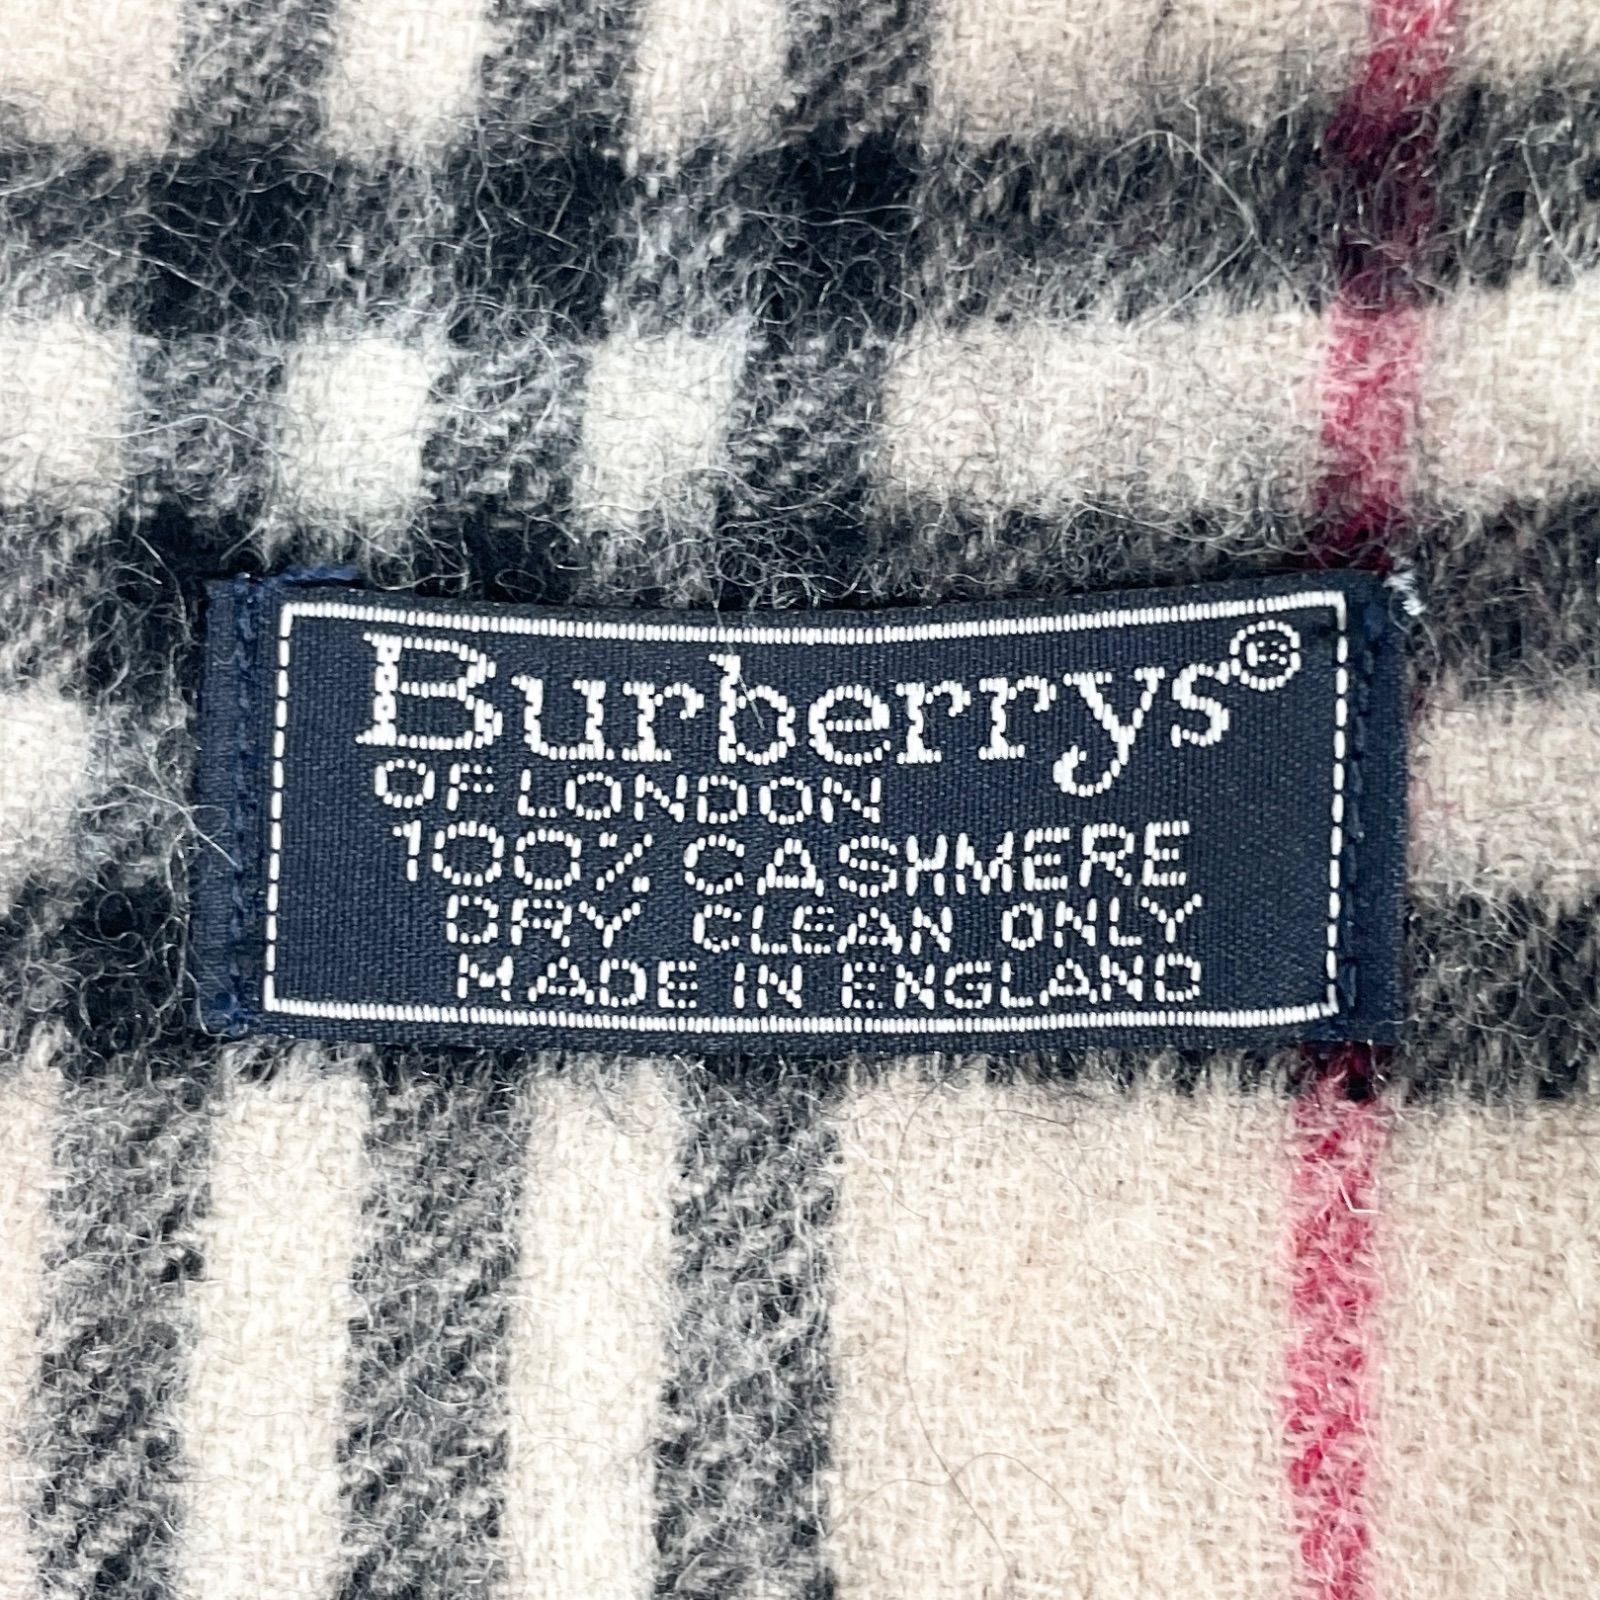 Burberrys®
OF LONDON
100% CASHMERE
DRY CLEAN ONLY
MADE IN ENGLAND